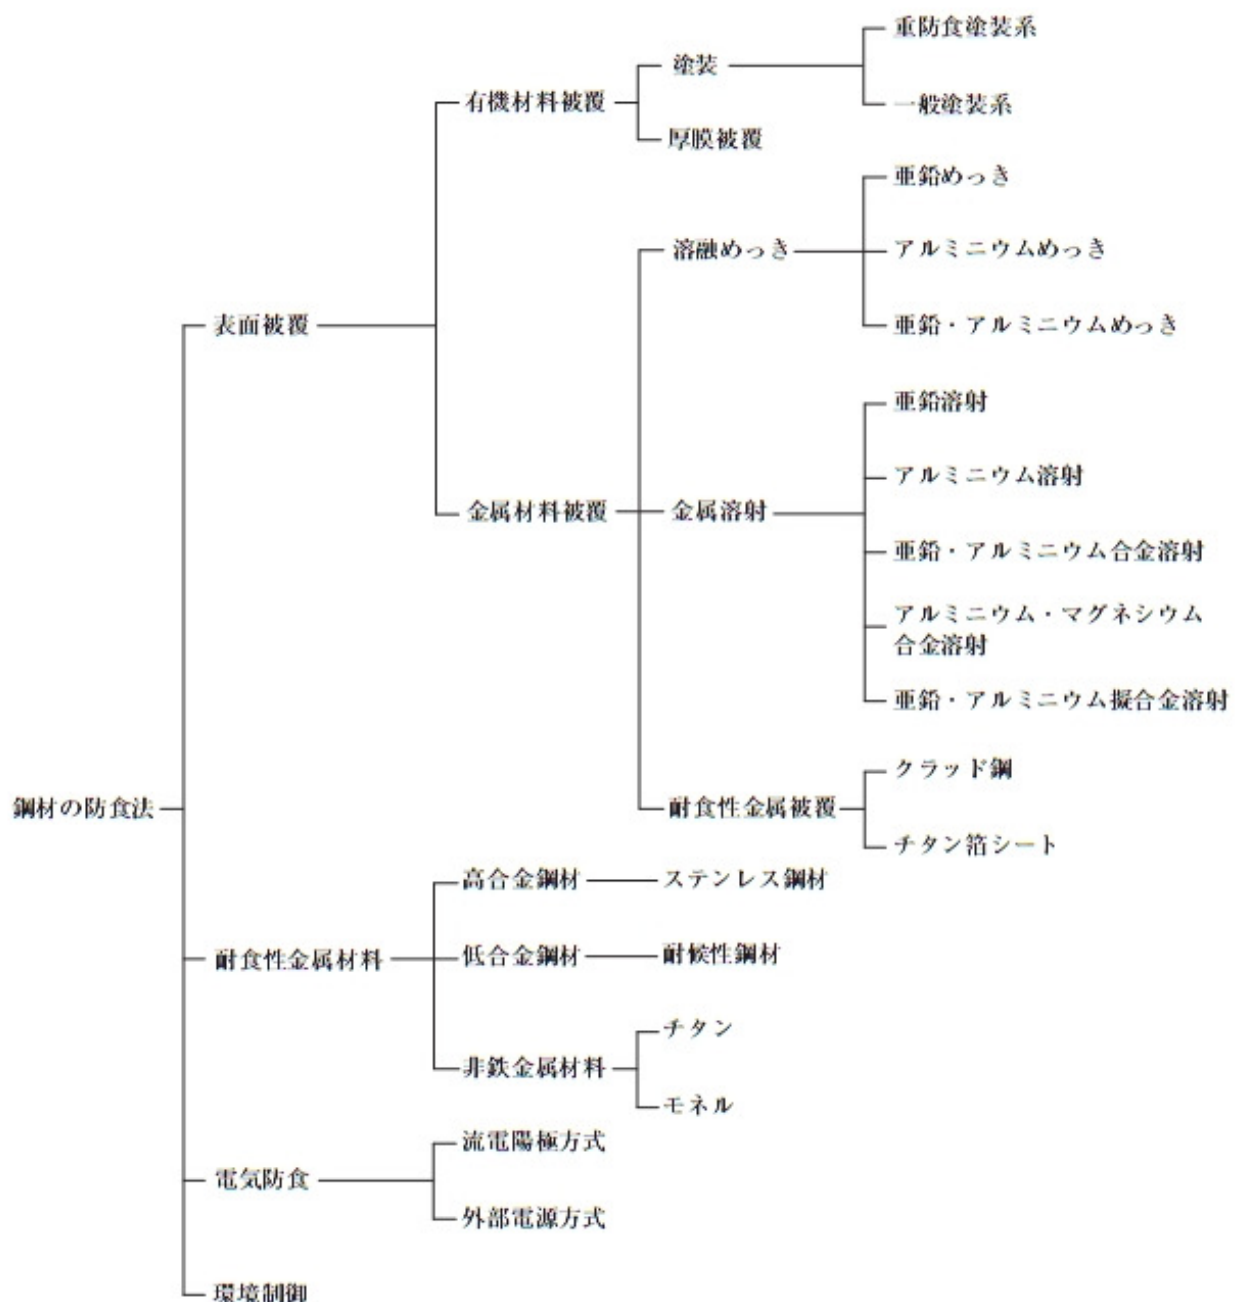 鋼材の防食法
表面被覆
有機材料被覆
塗装
重防食塗装系
一般塗装系
厚膜被覆
金属材料被覆
溶融めっき
亜鉛めっき
アルミニウムめっき
亜鉛・アルミニウムめっき
金属溶射
亜鉛溶射
アルミニウム溶射
亜鉛・アルミニウム合金溶射
アルミニウム・マグネシウム
合金溶射
亜鉛・アルミニウム擬合金溶射
耐食性金属被覆
クラッド鋼
チタン箔シート
耐食性金属材料
高合金鋼材
ステンレス鋼材
低合金鋼材
耐候性鋼材
非鉄金属材料
チタン
モネル
電気防食
流電陽極方式
外部電源方式
環境制御